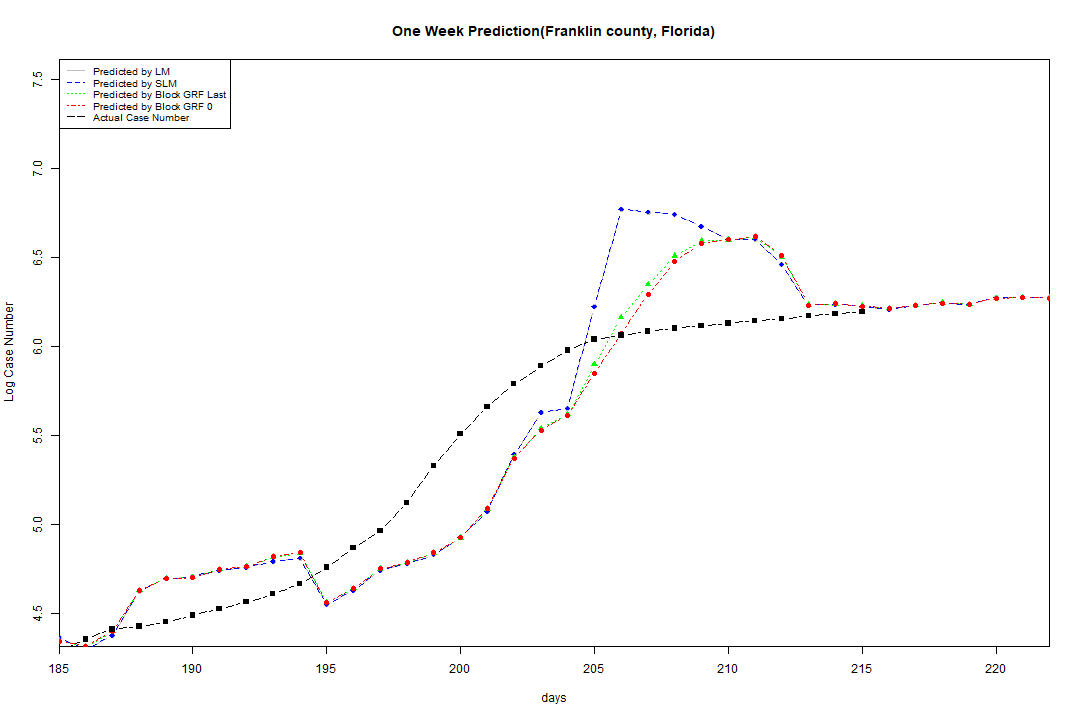 One Week Prediction(Franklin county, Florida)
Predicted by LM
Predicted by SLM
Predicted by Block GRF Last
Predicted by Block GRF 0
Actual Case Number
7.5
7.0
6.5
6.0
5.5
5.0
4.5
Log Case Number
185 190 195 200 205 210 215 220
days